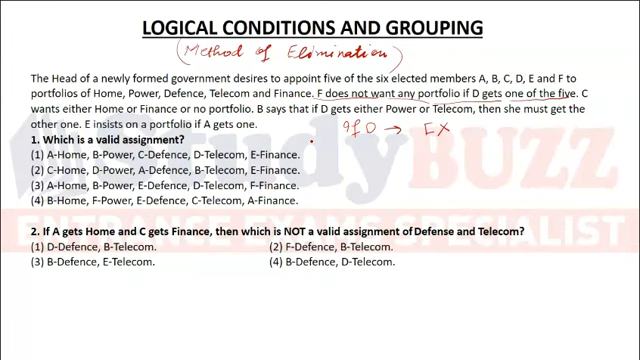 LOGICAL CONDITIONS AND GROUPING
(Method of Elimination)
The Head of a newly formed government desires to appoint five of the six elected members A, B, C, D, E and F to
portfolios of Home, Power, Defence, Telecom and Finance. F does not want any portfolio if D gets one of the five. C
wants either Home or Finance or no portfolio. B says that if D gets either Power or Telecom, then she must get the
other one. E insists on a portfolio if A gets one.
If D → FX
1. Which is a valid assignment?
(1) A-Home, B-Power, C-Defence, D-Telecom, E-Finance.
(2) C-Home, D-Power, A-Defence, B-Telecom, E-Finance.
(3) A-Home, B-Power, E-Defence, D-Telecom, F-Finance.
(4) B-Home, F-Power, E-Defence, C-Telecom, A-Finance.
2. If A gets Home and C gets Finance, then which is NOT a valid assignment of Defense and Telecom?
(1) D-Defence, B-Telecom. (2) F-Defence, B-Telecom.
(3) B-Defence, E-Telecom. (4) B-Defence, D-Telecom.
StudyBUZZ
ENTRANCE EXAMS SPECIALIST